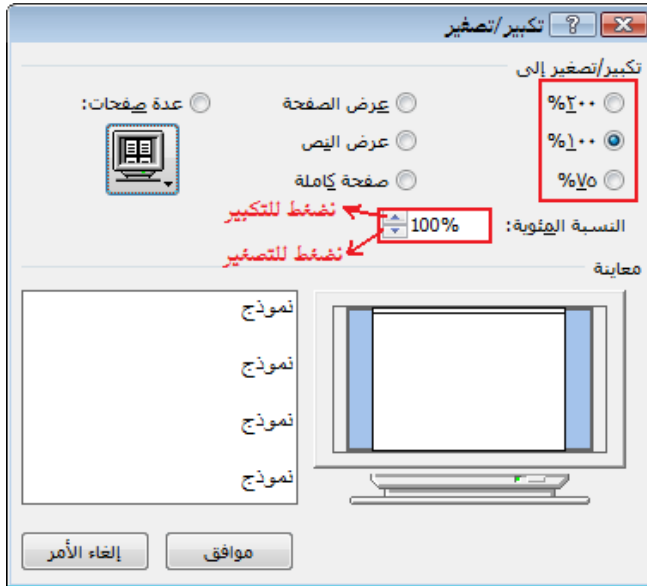 تكبير/تصغير
تكبير/تصغير إلى
٢٠٠% عرض الصفحة عدة صفحات:
١٠٠% عرض النص
٧٥% صفحة كاملة
نضغط للتكبير
النسبة المئوية: 100%
نضغط للتصغير
معاينة
نموذج
نموذج
نموذج
نموذج
موافق إلغاء الأمر